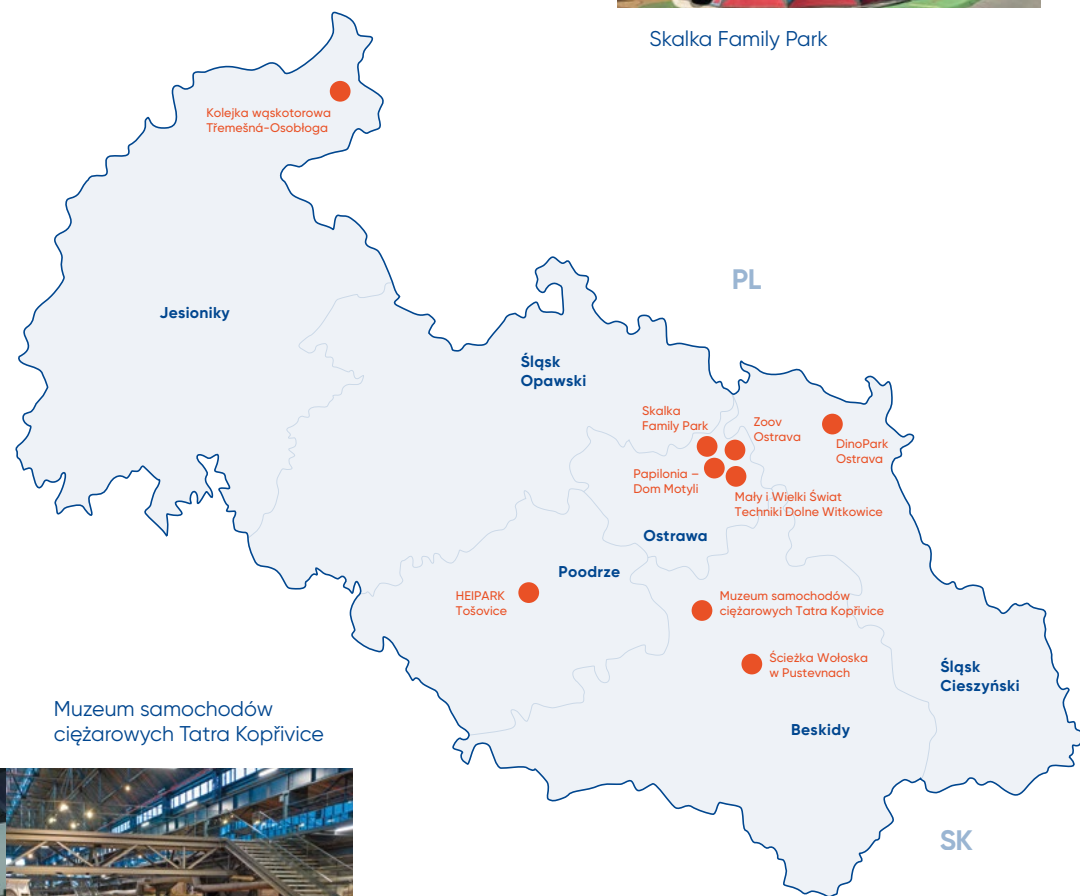 Skalka Family Park
Kolejka wąskotorowa
Třemešná-Osobłoga
PL
Jesioniky
Śląsk
Opawski
Skalka
Family Park
Zoov
Ostrava
DinoPark
Ostrava
Papilonia –
Dom Motyli
Mały i Wielki Świat
Techniki Dolne Witkowice
Ostrawa
Poodrze
HEIPARK
Tošovice
Muzeum samochodów
ciężarowych Tatra Kopřivice
Ścieżka Wołoska
w Pustevnach
Śląsk
Cieszyński
Beskidy
Muzeum samochodów
ciężarowych Tatra Kopřivice
SK